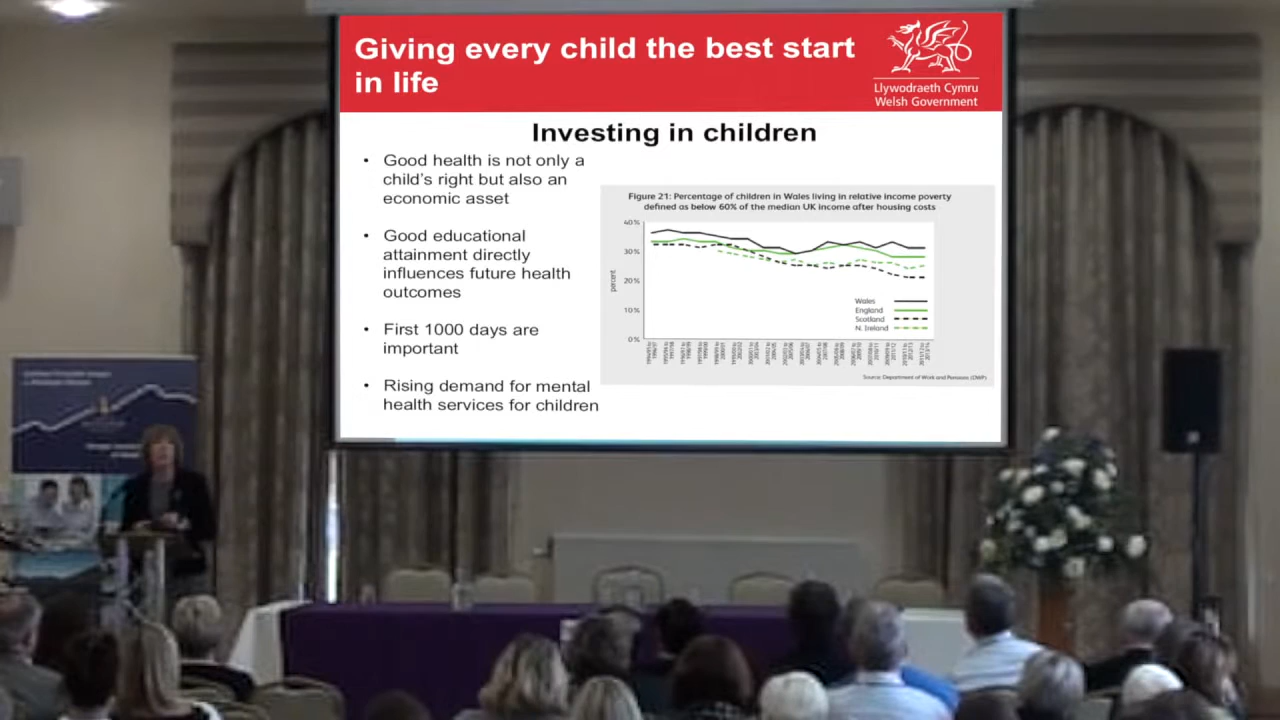 Giving every child the best start
in life
Llywodraeth Cymru
Welsh Government
Investing in children
• Good health is not only a
child's right but also an
economic asset
• Good educational
attainment directly
influences future health
outcomes
• First 1000 days are
important
• Rising demand for mental
health services for children
Figure 21: Percentage of children in Wales living in relative income poverty
defined as below 60% of the median UK income after housing costs
40%
30%
20%
10%
0%
percent
Wales
England
Scotland
N. Ireland
Source: Department of Work and Pensions (DWP)